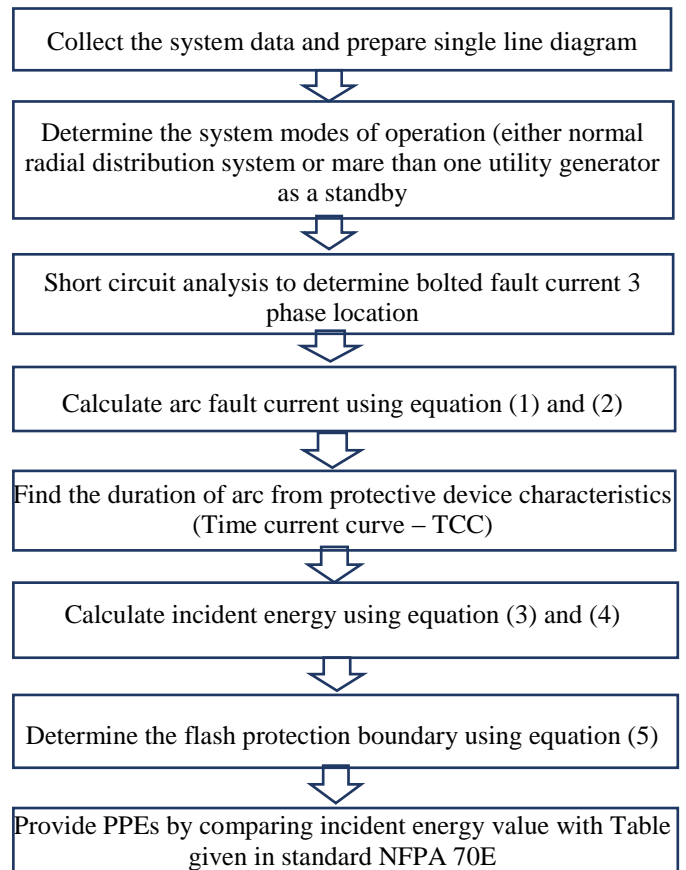 Collect the system data and prepare single line diagram
Determine the system modes of operation (either normal
radial distribution system or mare than one utility generator
as a standby
Short circuit analysis to determine bolted fault current 3
phase location
Calculate arc fault current using equation (1) and (2)
Find the duration of arc from protective device characteristics
(Time current curve – TCC)
Calculate incident energy using equation (3) and (4)
Determine the flash protection boundary using equation (5)
Provide PPEs by comparing incident energy value with Table
given in standard NFPA 70E